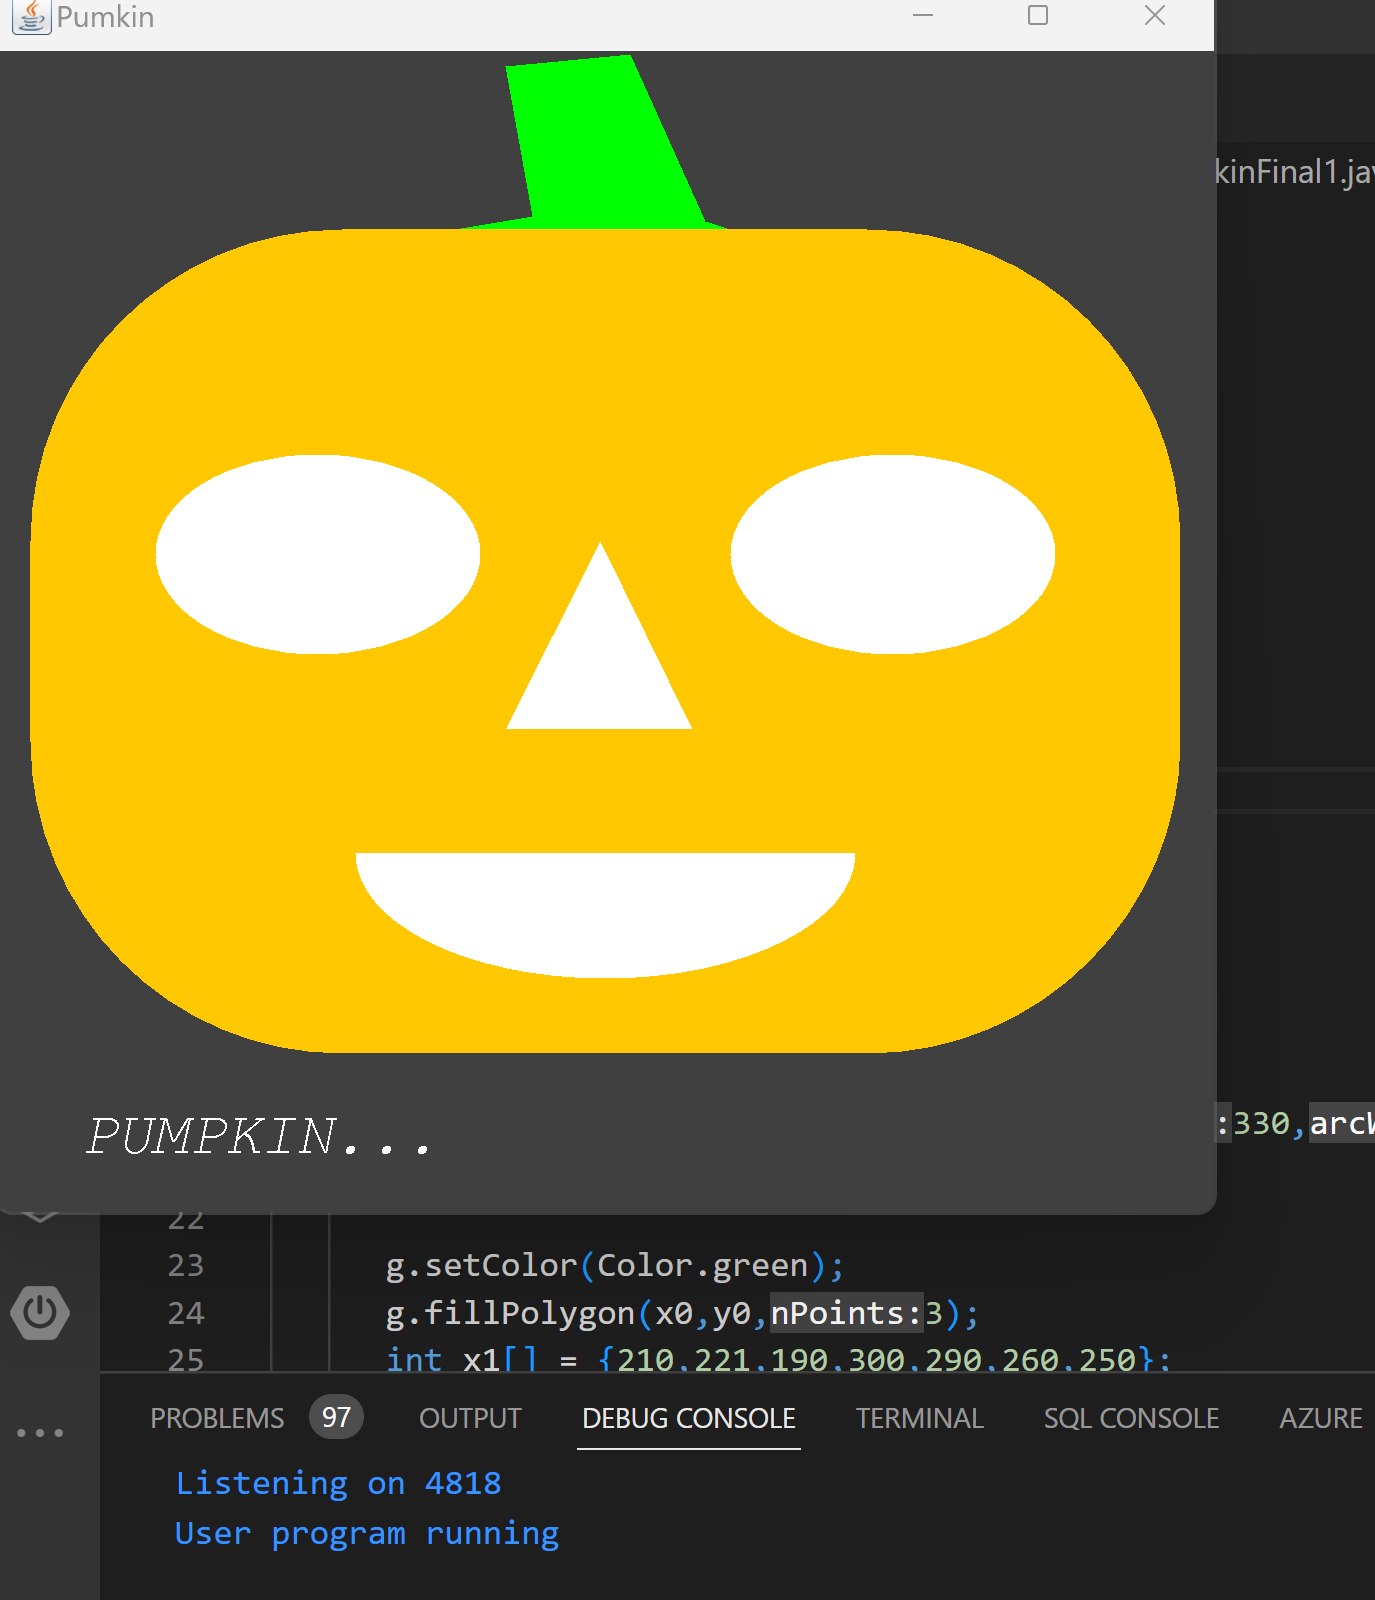 Pumkin
kinFinal1.jav
PUMPKIN...
:330,arcW
22
23 g.setColor(Color.green);
24 g.fillPolygon(x0,y0,nPoints:3);
25 int x1[] = {210,221,190,300,290,260,250};
PROBLEMS 97 OUTPUT DEBUG CONSOLE TERMINAL SQL CONSOLE AZURE
Listening on 4818
User program running